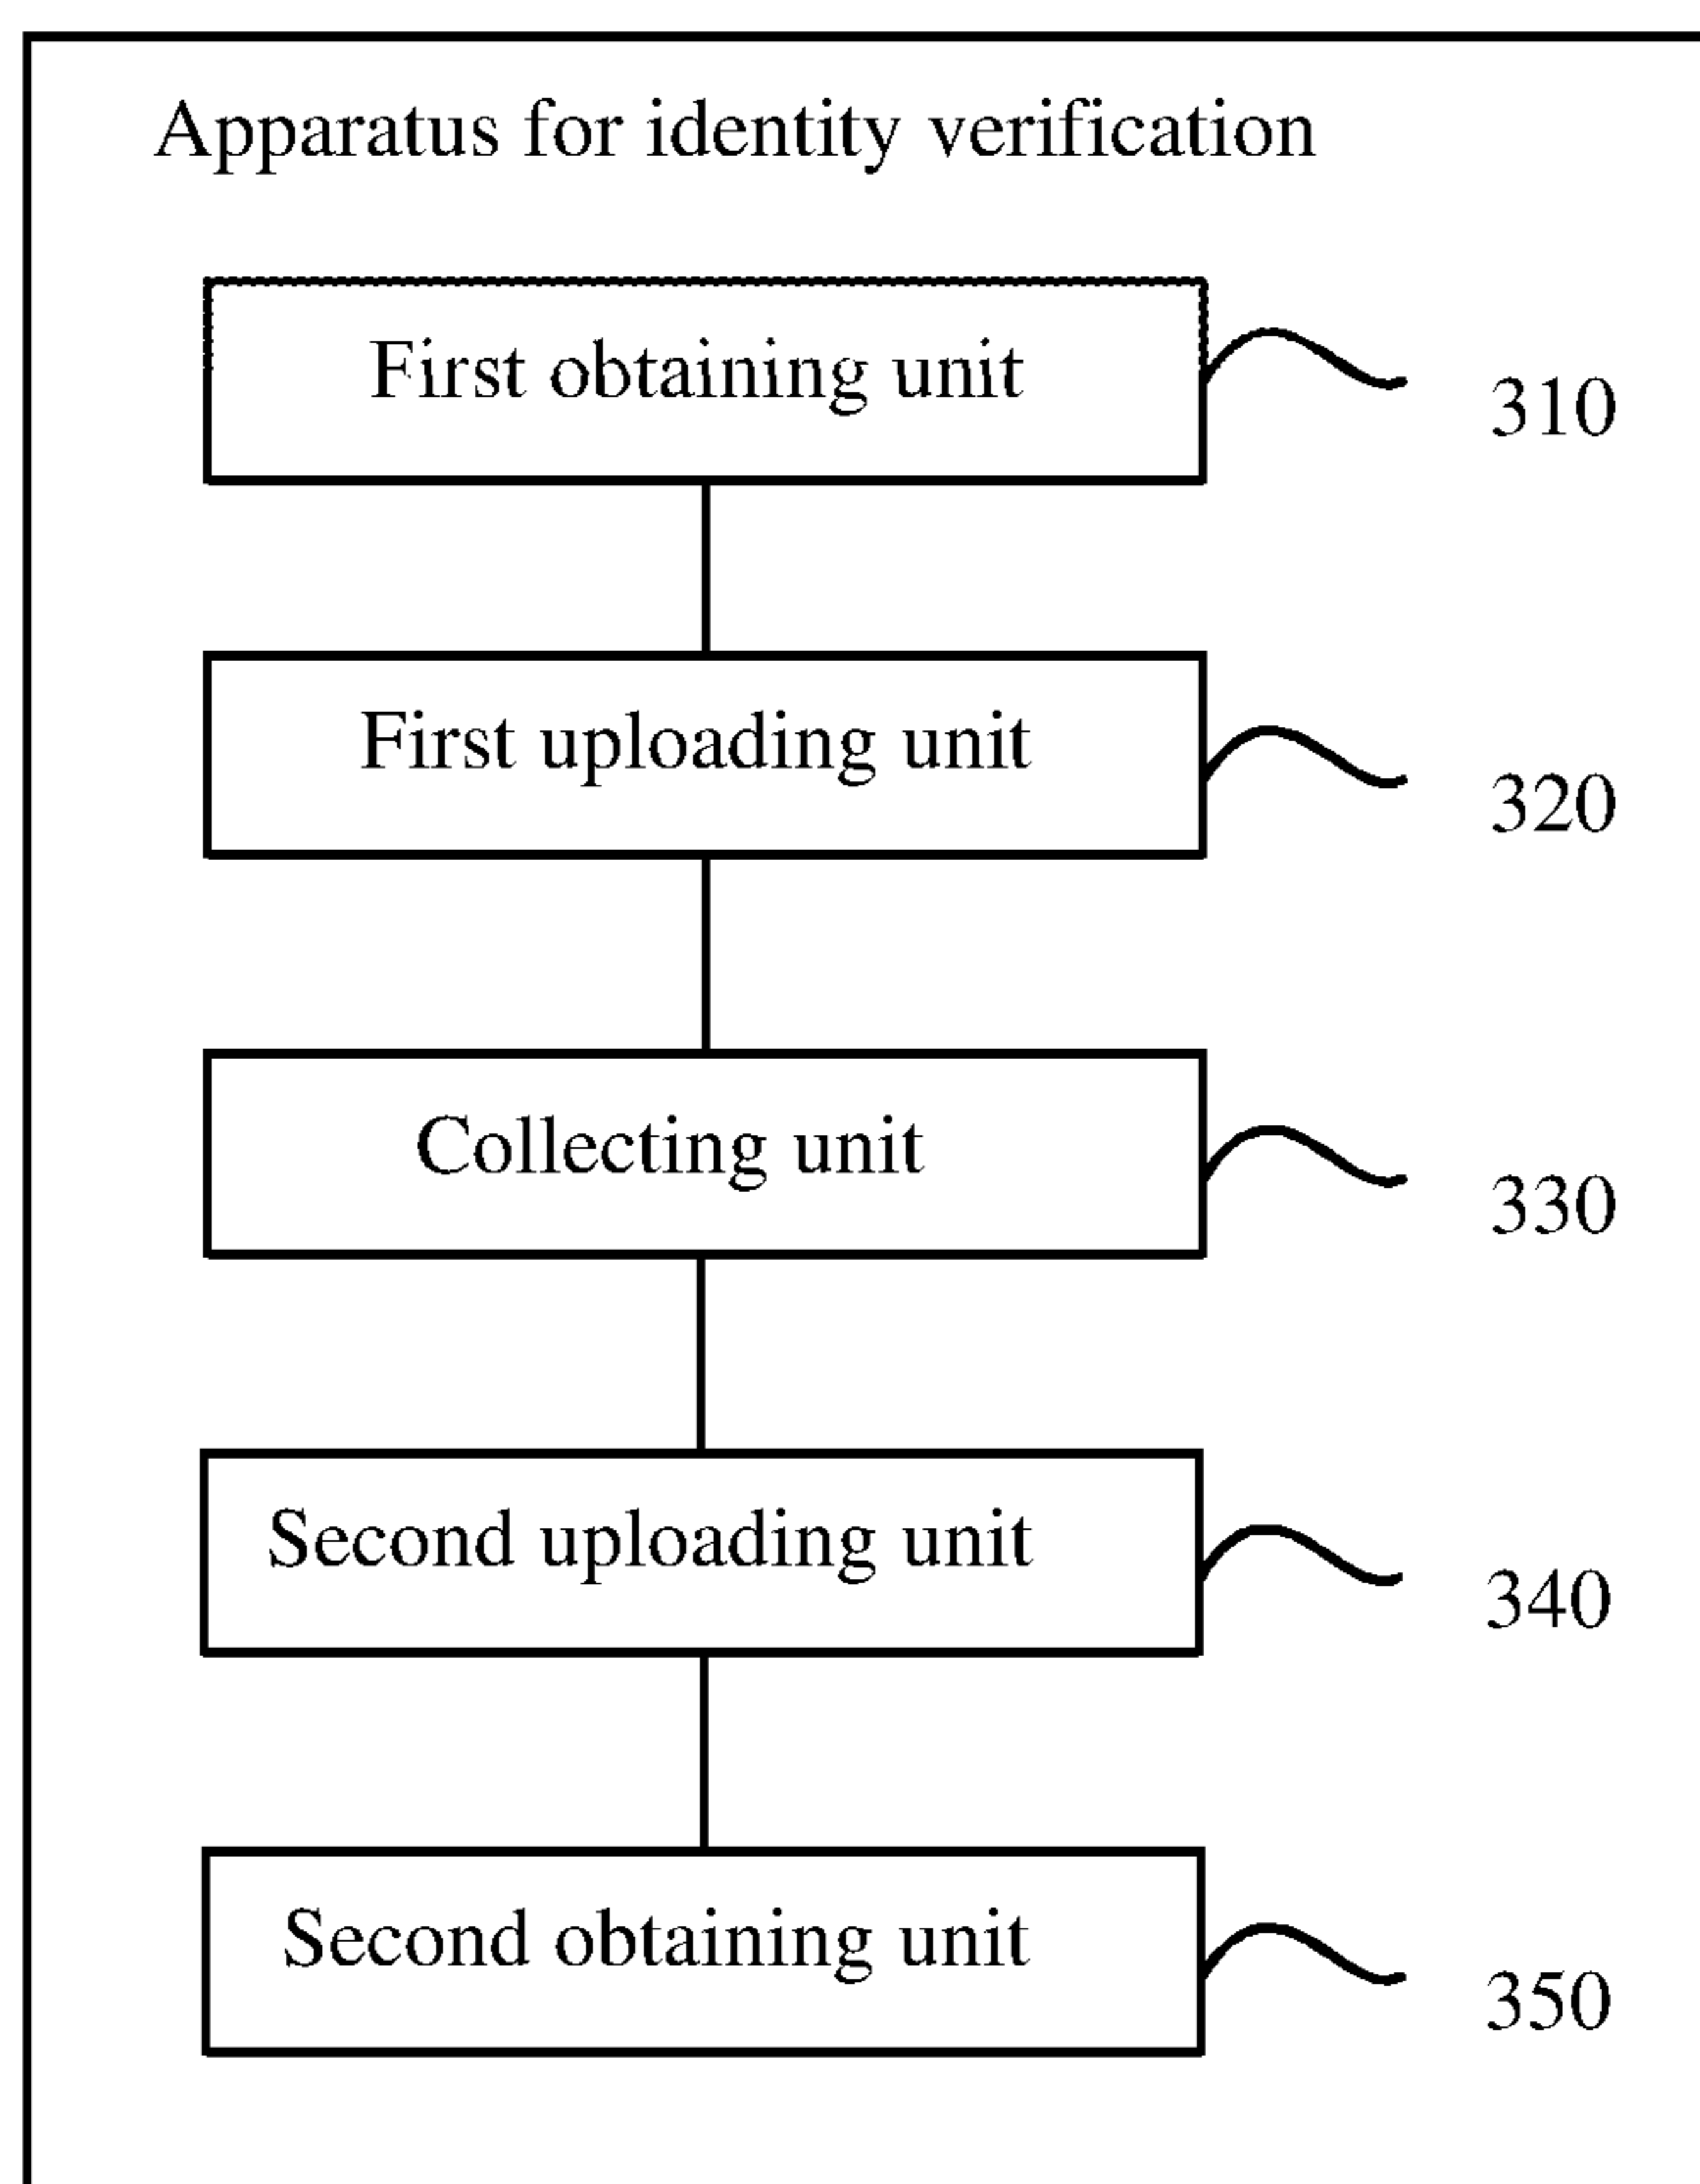 Apparatus for identity verification
First obtaining unit
310
First uploading unit
320
Collecting unit
330
Second uploading unit
340
Second obtaining unit
350